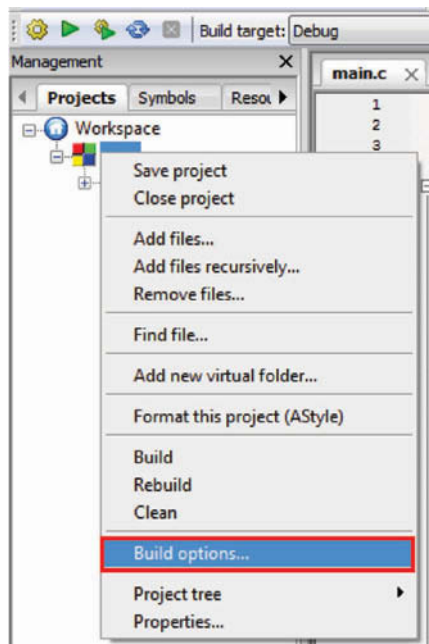 Build target: Debug
Management
main.c
Projects Symbols
1
2
3
Workspace
Save project
Close project
Add files...
Add files recursively...
Remove files...
Find file...
Add new virtual folder...
Format this project (AStyle)
Build
Rebuild
Clean
Build options...
Project tree
Properties...